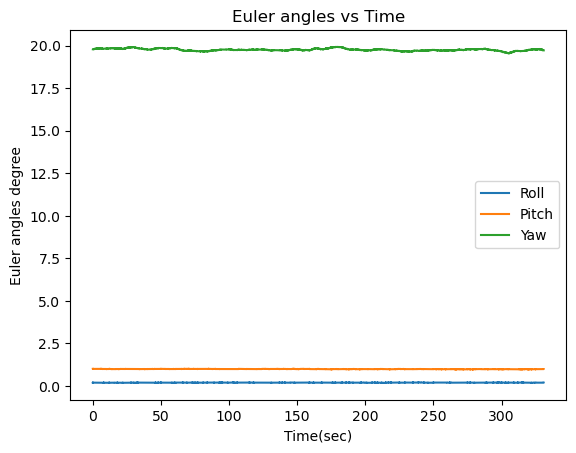 Euler angles vs Time
Euler angles degree
20.0
17.5
15.0
12.5
10.0
7.5
5.0
2.5
0.0
Roll
Pitch
Yaw
0 50 100 150 200 250 300
Time(sec)